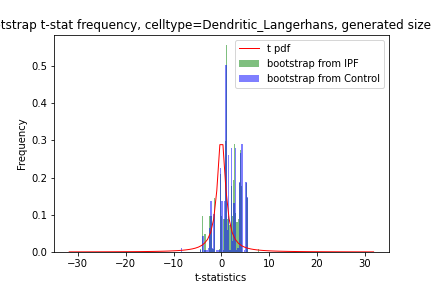 tstrap t-stat frequency, celltype=Dendritic_Langerhans, generated size
t pdf
bootstrap from IPF
bootstrap from Control
Frequency
0.5
0.4
0.3
0.2
0.1
0.0
−30 −20 −10 0 10 20 30
t-statistics